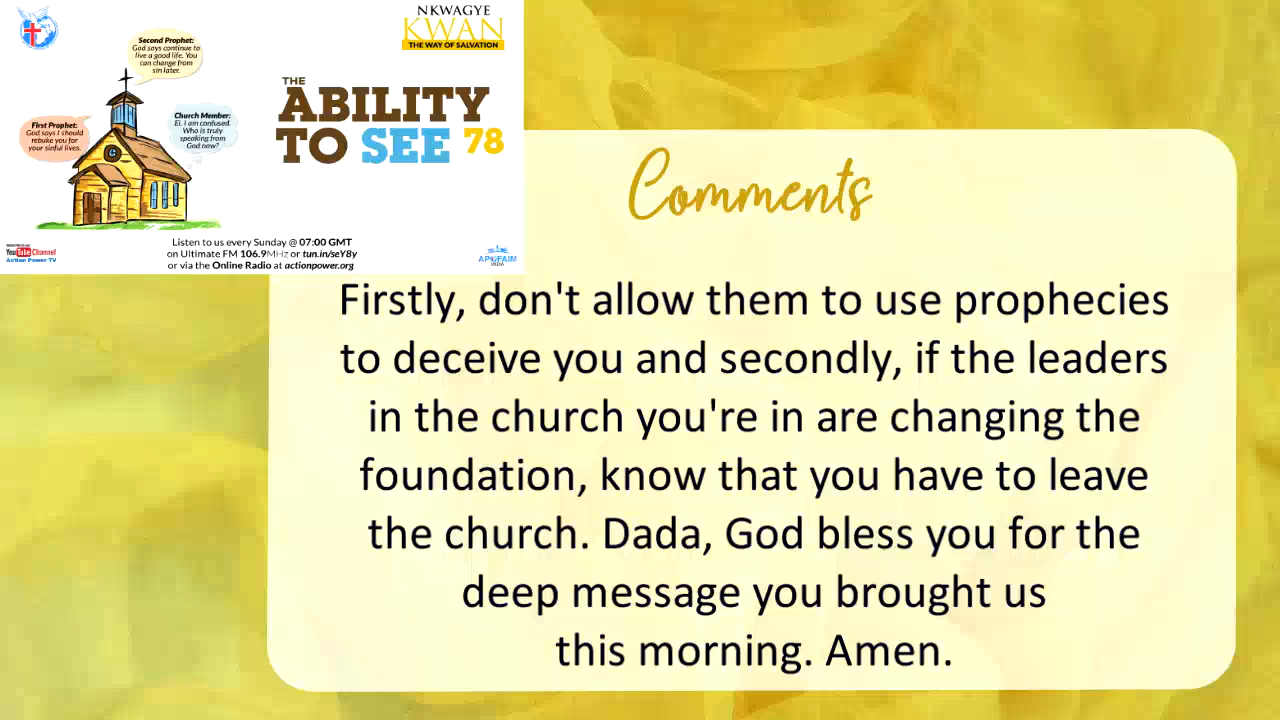 NKWAGYE
KWAN
THE WAY OF SALVATION
Second Prophet:
God says continue to
live a good life. You
can change from
sin later.
First Prophet:
God says I should
rebuke you for
your sinful lives.
Church Member:
Ei. I am confused.
Who is truly
speaking from
God now?
THE
ABILITY
TO SEE 78
YouTube Channel
Action Power TV
Listen to us every Sunday @ 07:00 GMT
on Ultimate FM 106.9MHz or tun.in/seY8y
or via the Online Radio at actionpower.org
APOFAIM
MEDIA
Comments
Firstly, don't allow them to use prophecies
to deceive you and secondly, if the leaders
in the church you're in are changing the
foundation, know that you have to leave
the church. Dada, God bless you for the
deep message you brought us
this morning. Amen.